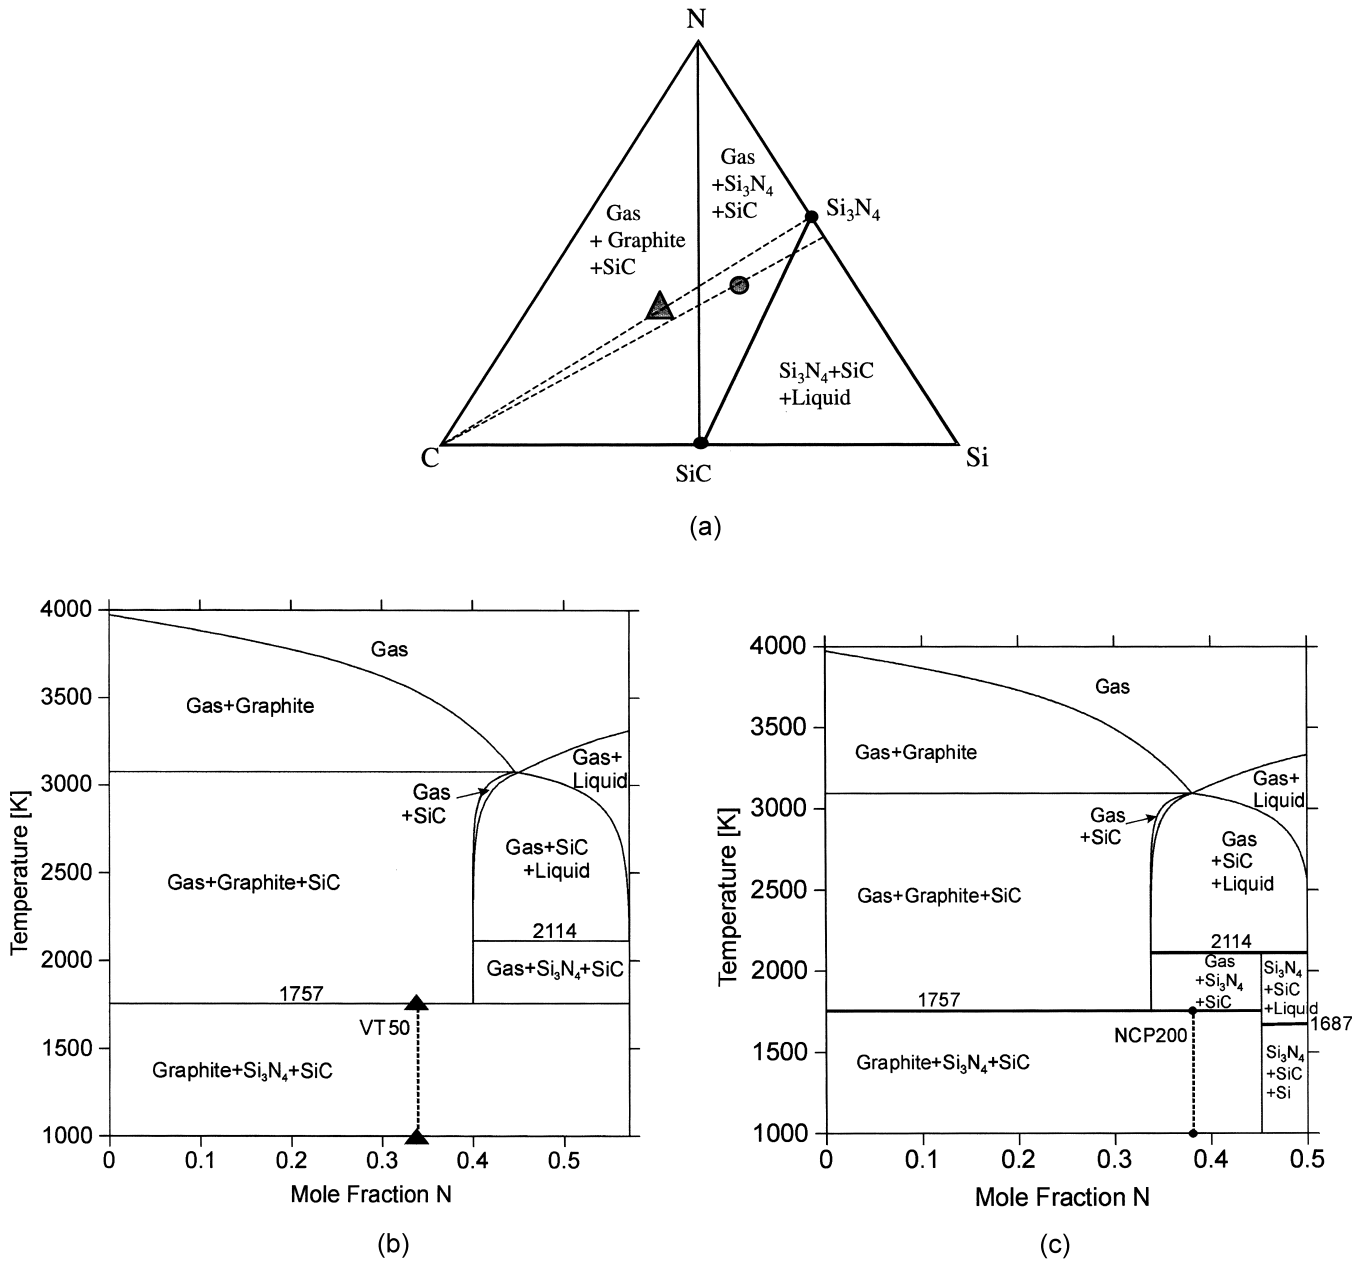 N
Gas
+Si₃N₄
+SiC
Si₃N₄
Gas
+ Graphite
+SiC
Si₃N₄+SiC
+Liquid
C
SiC
Si
(a)
4000
3500
3000
2500
2000
1500
1000
Temperature [K]
Gas
Gas+Graphite
Gas+
Liquid
Gas
+SiC
Gas+SiC
+Liquid
Gas+Graphite+SiC
2114
Gas+Si₃N₄+SiC
1757
VT50
Graphite+Si₃N₄+SiC
0 0.1 0.2 0.3 0.4 0.5
Mole Fraction N
(b)
4000
3500
3000
2500
2000
1500
1000
Temperature [K]
Gas
Gas+Graphite
Gas+
Liquid
Gas
+SiC
Gas
+SiC
+Liquid
Gas+Graphite+SiC
2114
Gas
+Si₃N₄
+SiC
Si₃N₄
+SiC
+Liquid
1687
1757
NCP200
Graphite+Si₃N₄+SiC
Si₃N₄
+SiC
+Si
0 0.1 0.2 0.3 0.4 0.5
Mole Fraction N
(c)